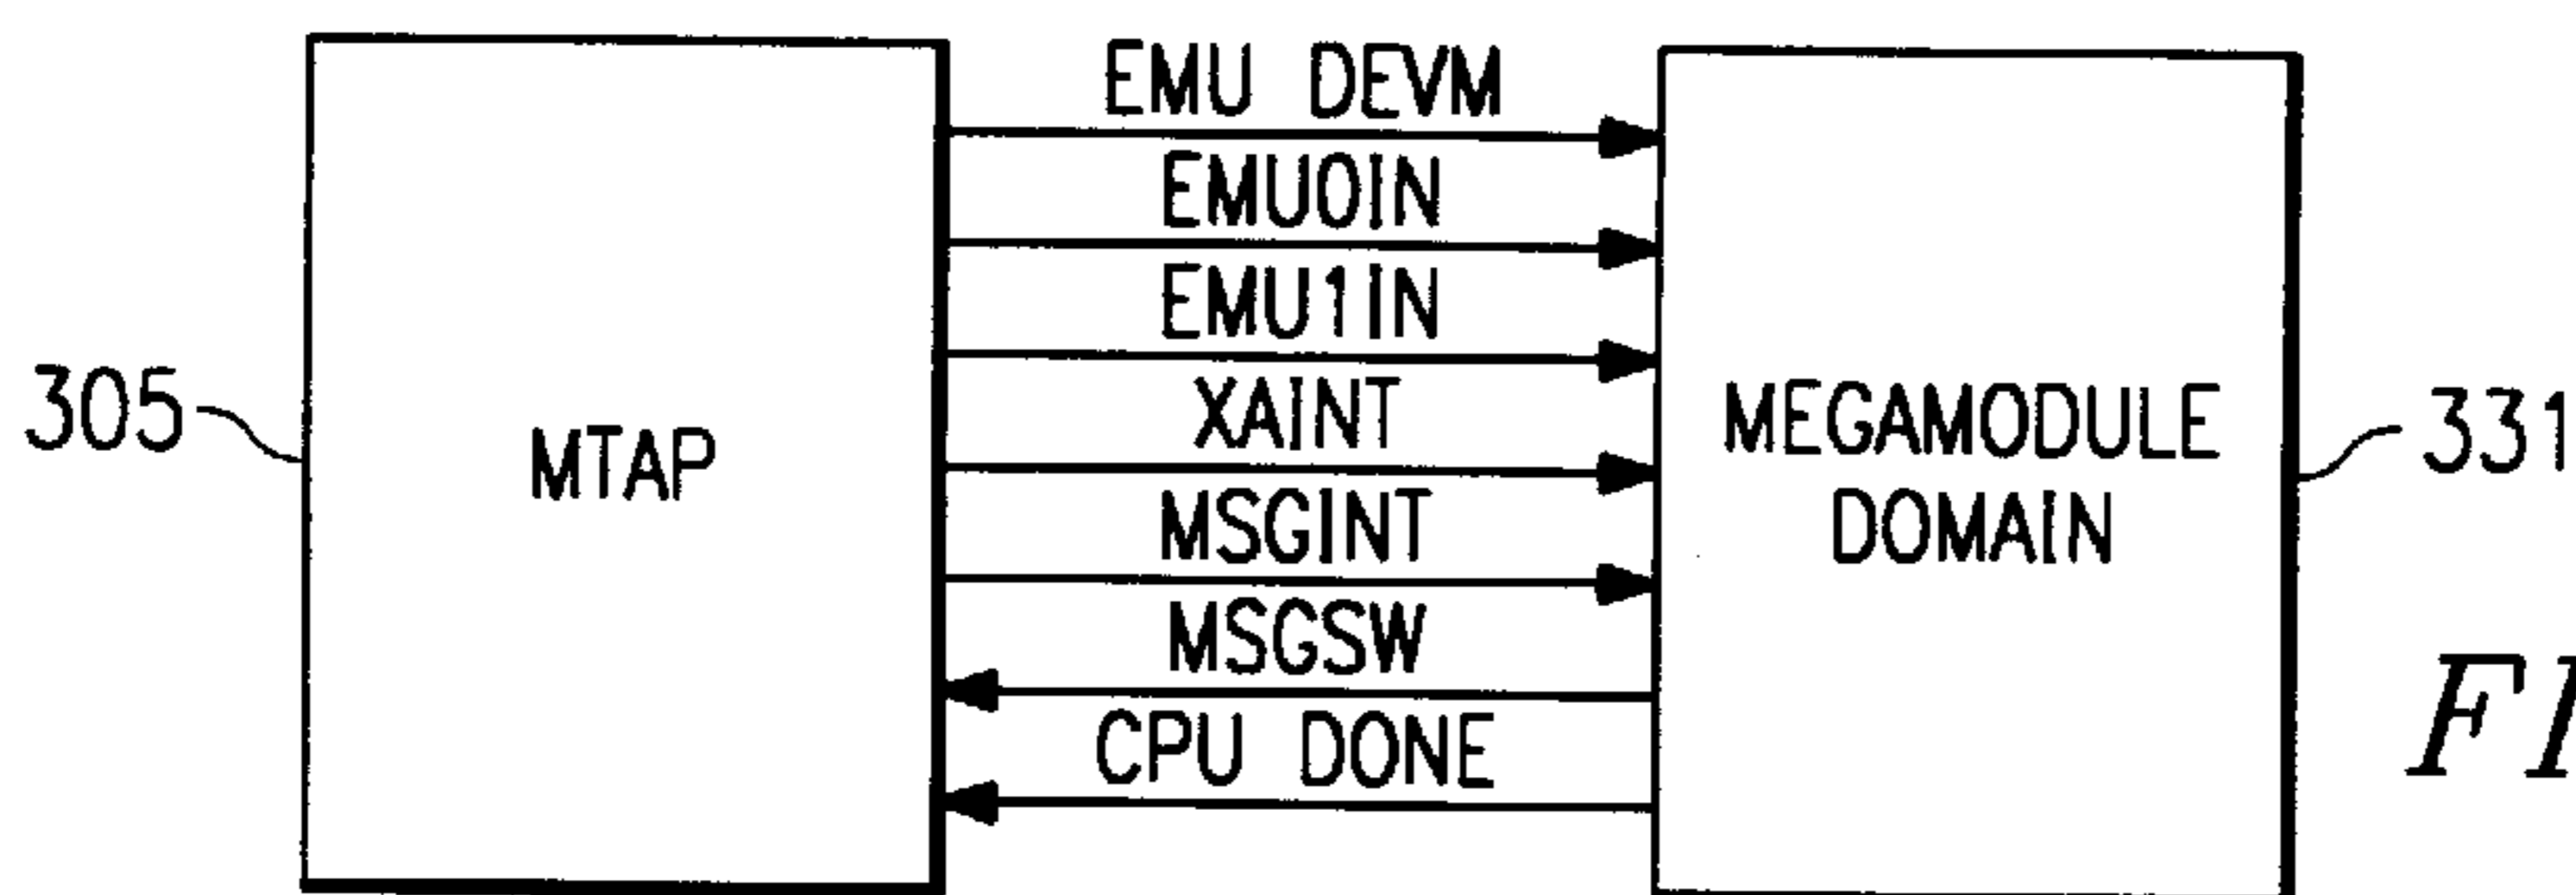 EMU DEVM
EMU0IN
EMU1IN
XAINT
MSGINT
MSGSW
CPU DONE
305
MTAP
MEGAMODULE
DOMAIN
331